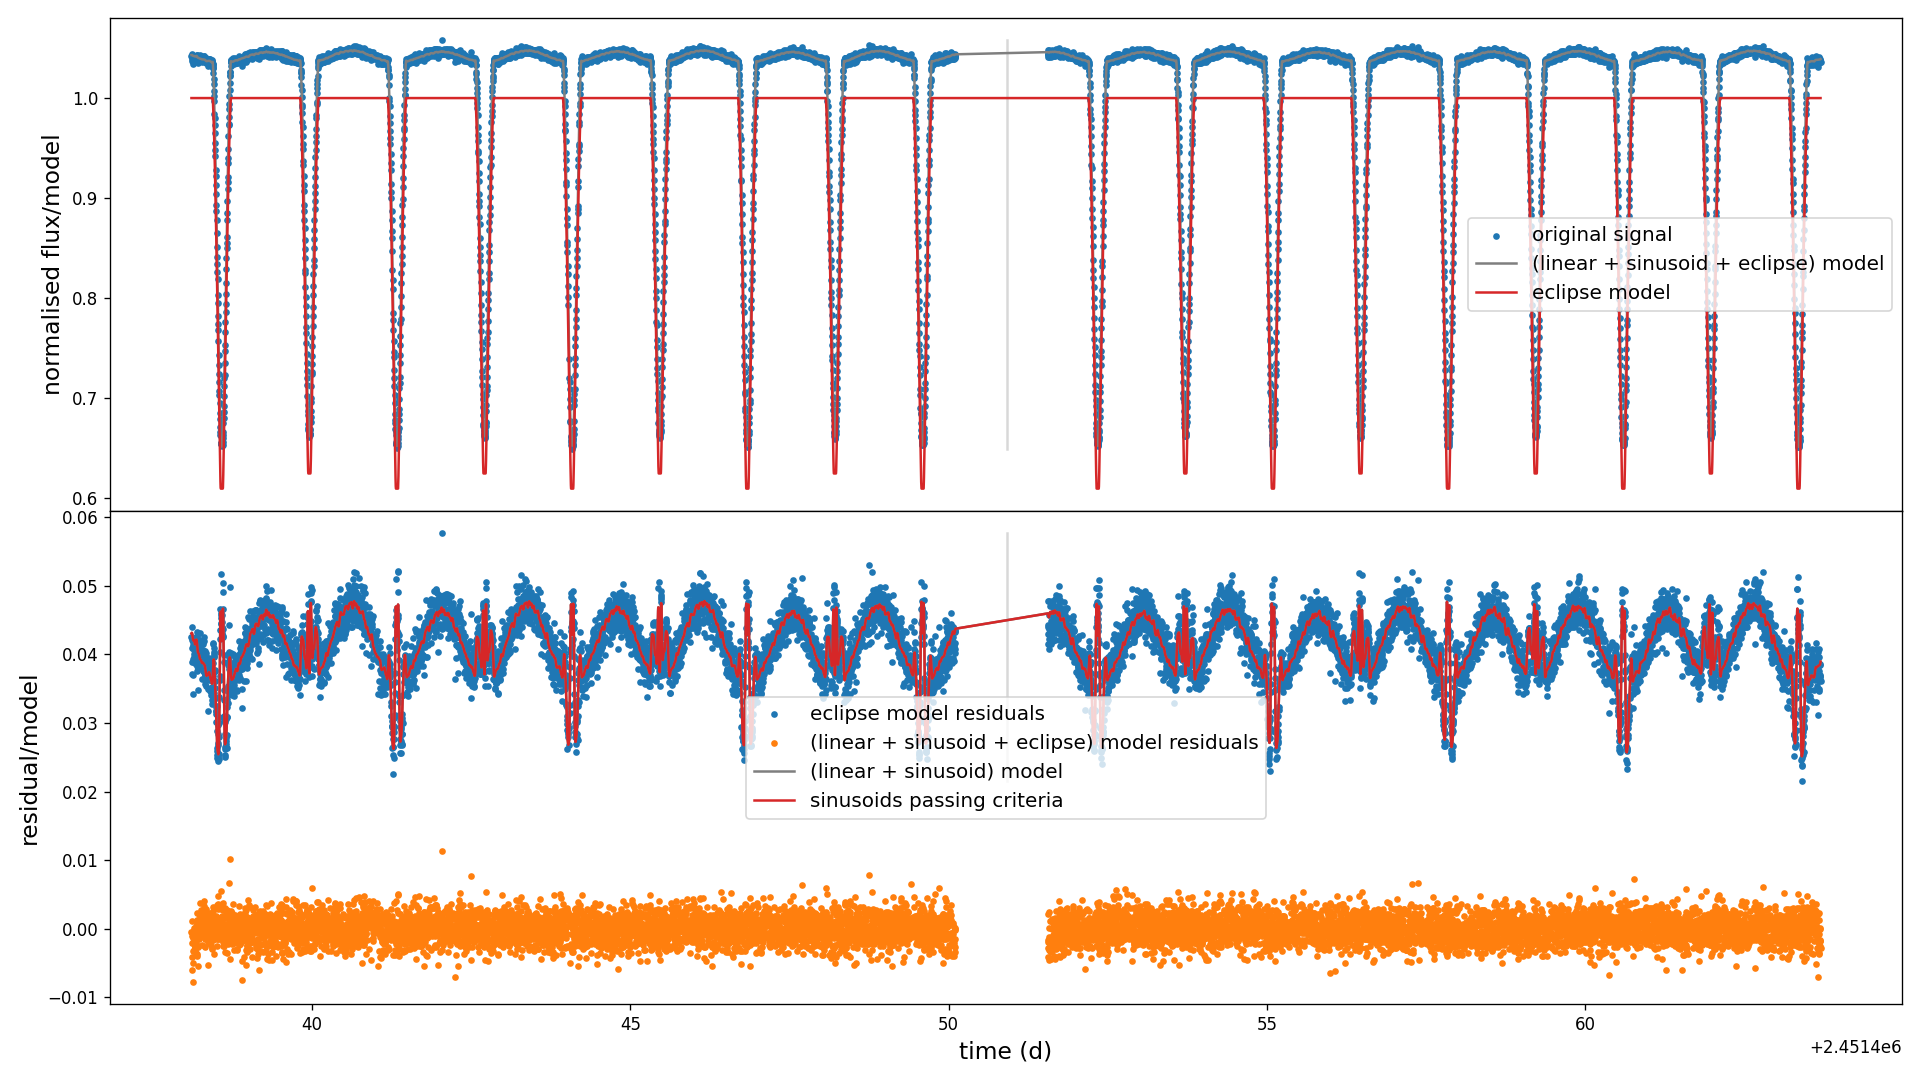 normalised flux/model
1.0
0.9
0.8
0.7
0.6
original signal
(linear + sinusoid + eclipse) model
eclipse model
residual/model
0.06
0.05
0.04
0.03
0.02
0.01
0.00
−0.01
eclipse model residuals
(linear + sinusoid + eclipse) model residuals
(linear + sinusoid) model
sinusoids passing criteria
40
45
50
55
60
time (d)
+2.4514e6